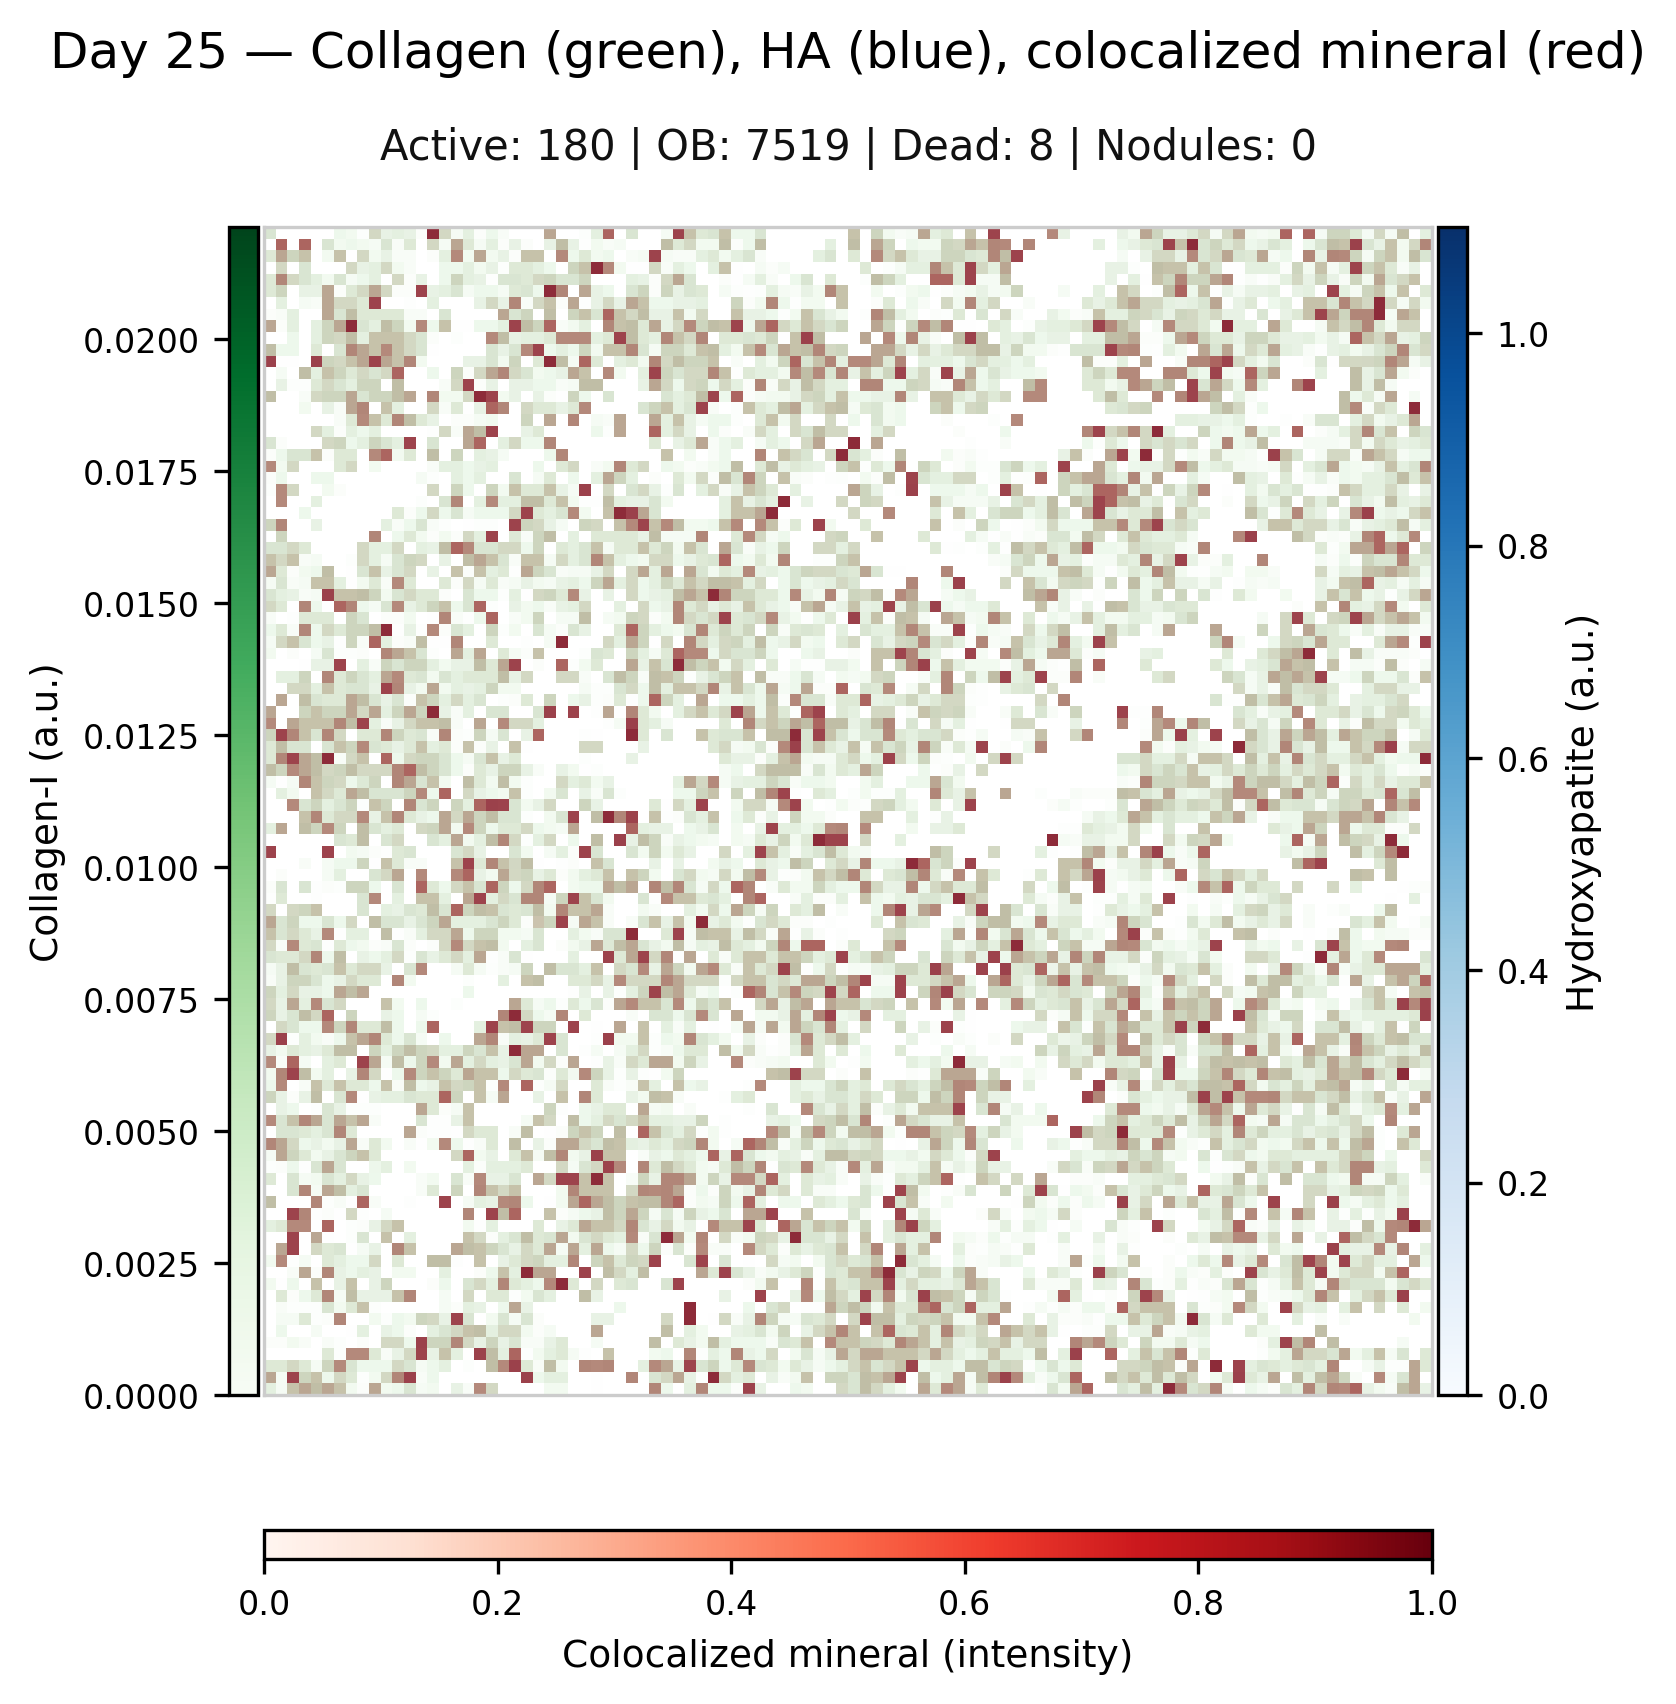 Day 25 — Collagen (green), HA (blue), colocalized mineral (red)
Active: 180 | OB: 7519 | Dead: 8 | Nodules: 0
Collagen-I (a.u.)
0.0200
0.0175
0.0150
0.0125
0.0100
0.0075
0.0050
0.0025
0.0000
1.0
0.8
0.6
0.4
0.2
0.0
Hydroxyapatite (a.u.)
0.0 0.2 0.4 0.6 0.8 1.0
Colocalized mineral (intensity)